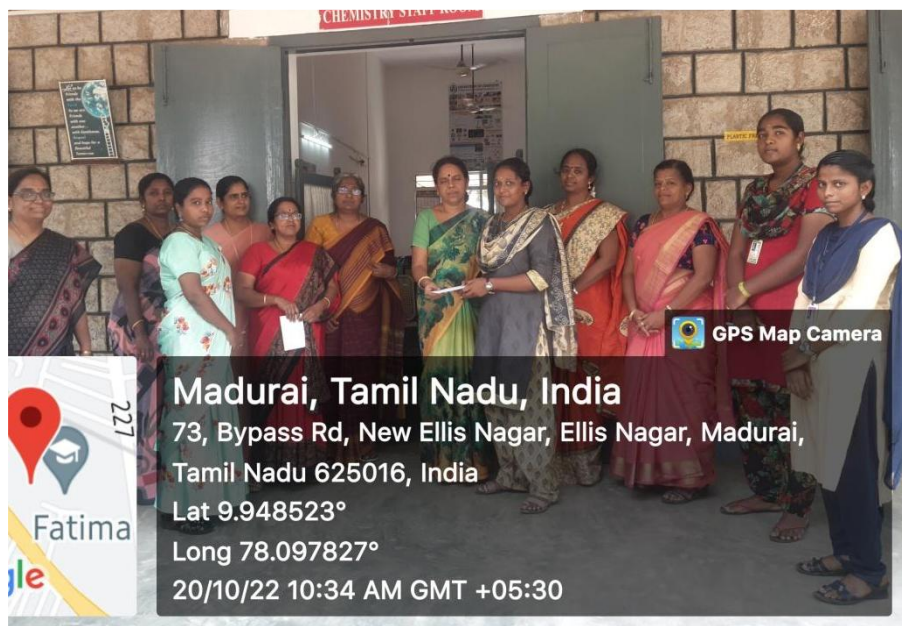 CHEMISTRY STAFF ROOM
PLASTIC FREE
GPS Map Camera
Madurai, Tamil Nadu, India
73, Bypass Rd, New Ellis Nagar, Ellis Nagar, Madurai,
Tamil Nadu 625016, India
Lat 9.948523°
Long 78.097827°
20/10/22 10:34 AM GMT +05:30
227
Fatima
gle